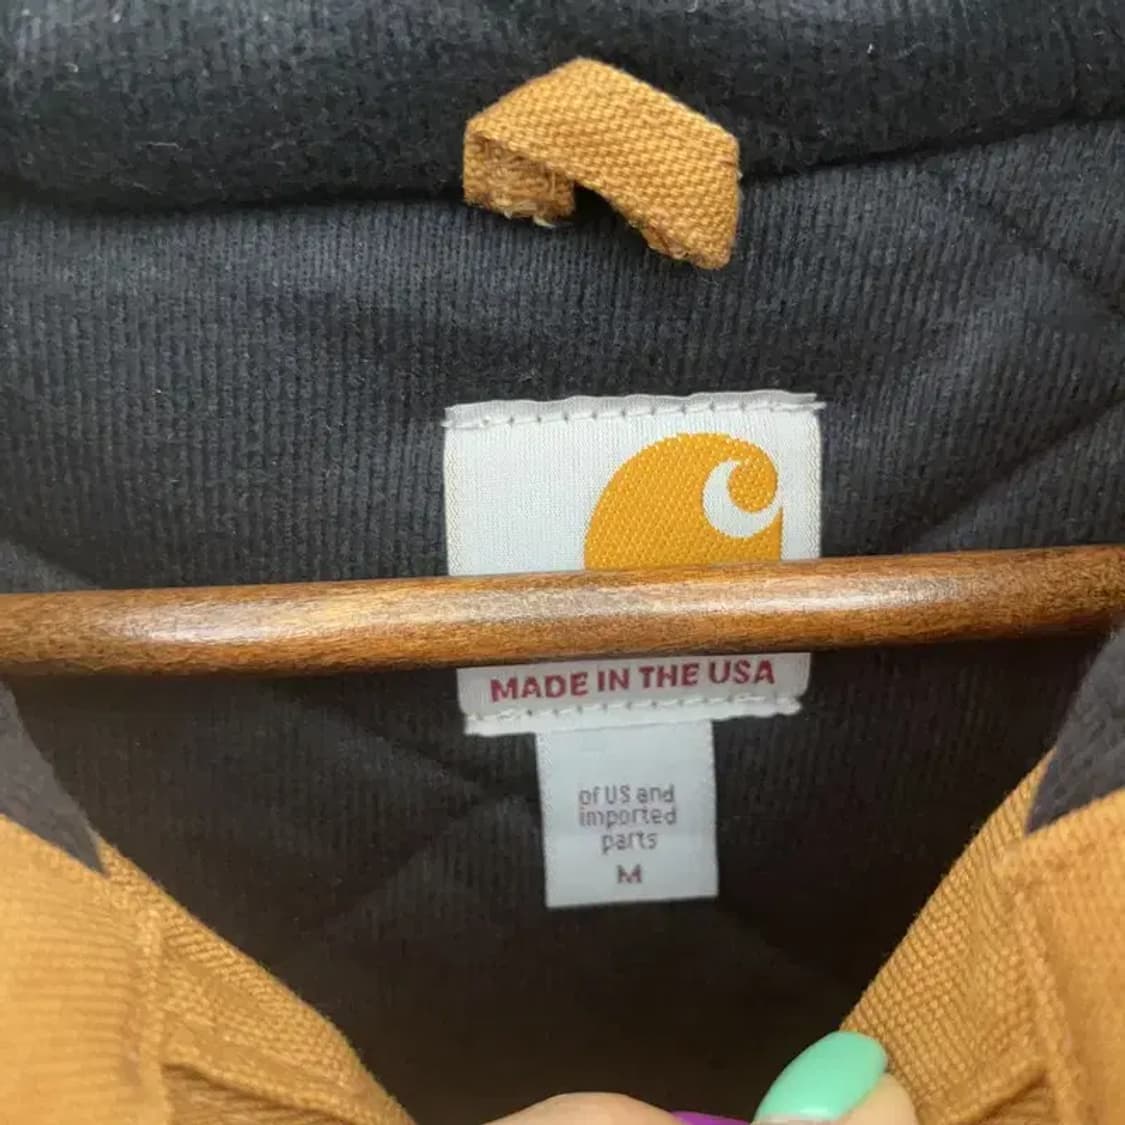 MADE IN THE USA
of US and
imported
parts
M